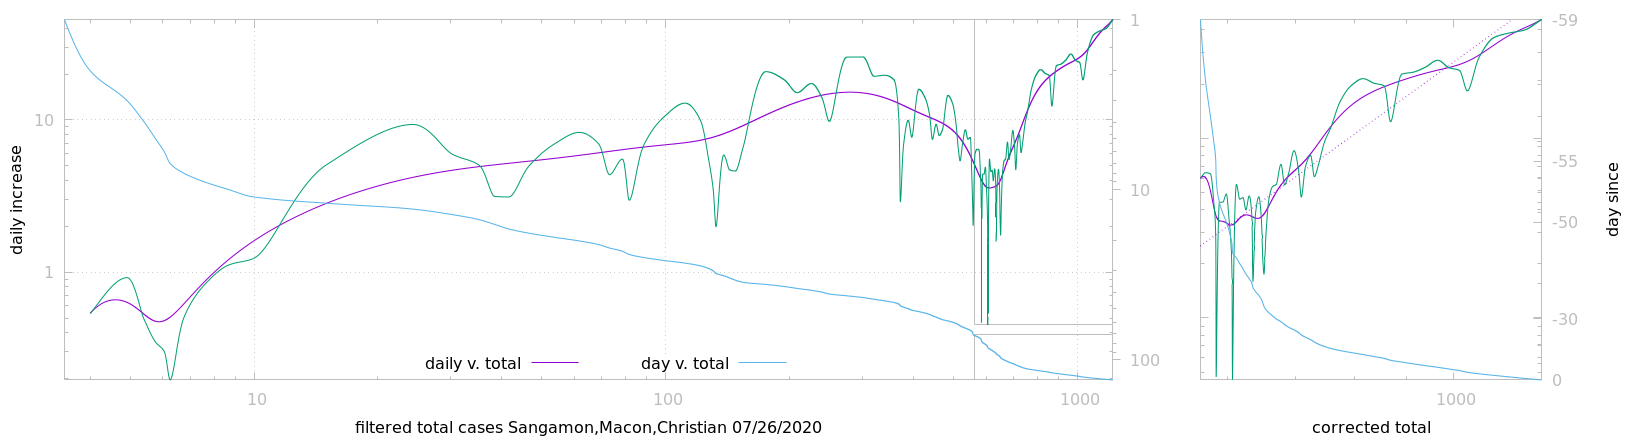 1
-59
10
daily increase
-55
10
-50
day since
1
-30
daily v. total
day v. total
100
0
10
100
1000
1000
filtered total cases Sangamon,Macon,Christian 07/26/2020
corrected total